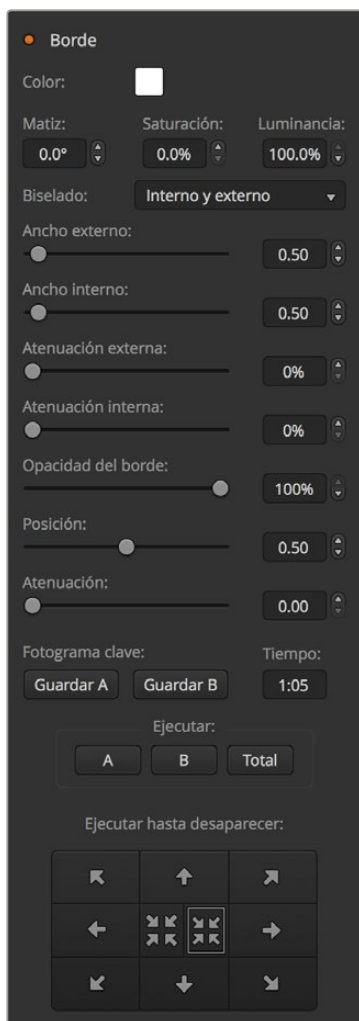 Borde
Color:
Matiz: Saturación: Luminancia:
0.0° 0.0% 100.0%
Biselado: Interno y externo
Ancho externo:
0.50
Ancho interno:
0.50
Atenuación externa:
0%
Atenuación interna:
0%
Opacidad del borde:
100%
Posición:
0.50
Atenuación:
0.00
Fotograma clave: Tiempo:
Guardar A Guardar B 1:05
Ejecutar:
A B Total
Ejecutar hasta desaparecer: